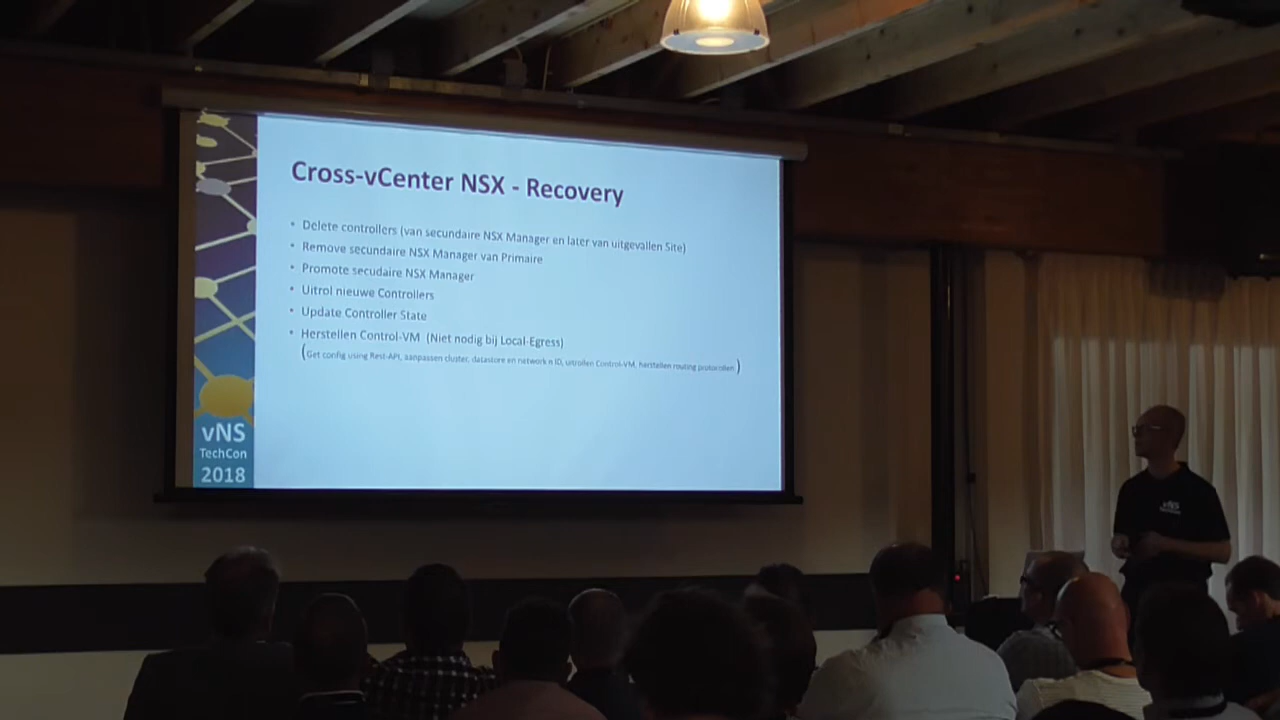 Cross-vCenter NSX - Recovery
• Delete controllers (van secundaire NSX Manager en later van uitgevallen Site)
• Remove secundaire NSX Manager van Primaire
• Promote secudaire NSX Manager
• Uitrol nieuwe Controllers
• Update Controller State
• Herstellen Control-VM (Niet nodig bij Local-Egress)
(Get config using Rest-API, aanpassen cluster, datastore en network n ID, uitrollen Control-VM, herstellen routing protocollen)
vNS
TechCon
2018
vNS